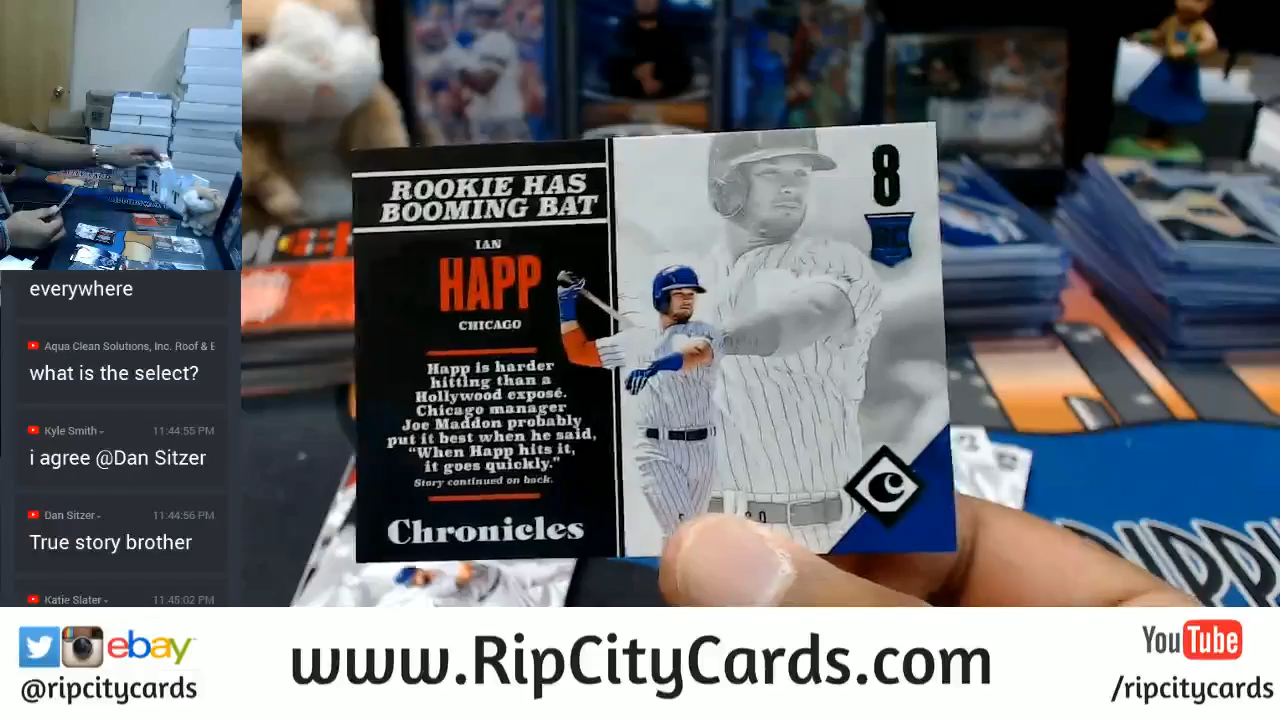 ROOKIE HAS
BOOMING BAT
IAN
HAPP
CHICAGO
Happ is harder
hitting than a
Hollywood exposé.
Chicago manager
Joe Maddon probably
put it best when he said,
"When Happ hits it,
it goes quickly."
Story continued on back.
Chronicles
8
RC
C
everywhere
Aqua Clean Solutions, Inc. Roof & E
what is the select?
Kyle Smith 11:44:55 PM
i agree @Dan Sitzer
Dan Sitzer 11:44:56 PM
True story brother
Katie Slater 11:45:02 PM
ebay
@ripcitycards
www.RipCityCards.com
YouTube
/ripcitycards